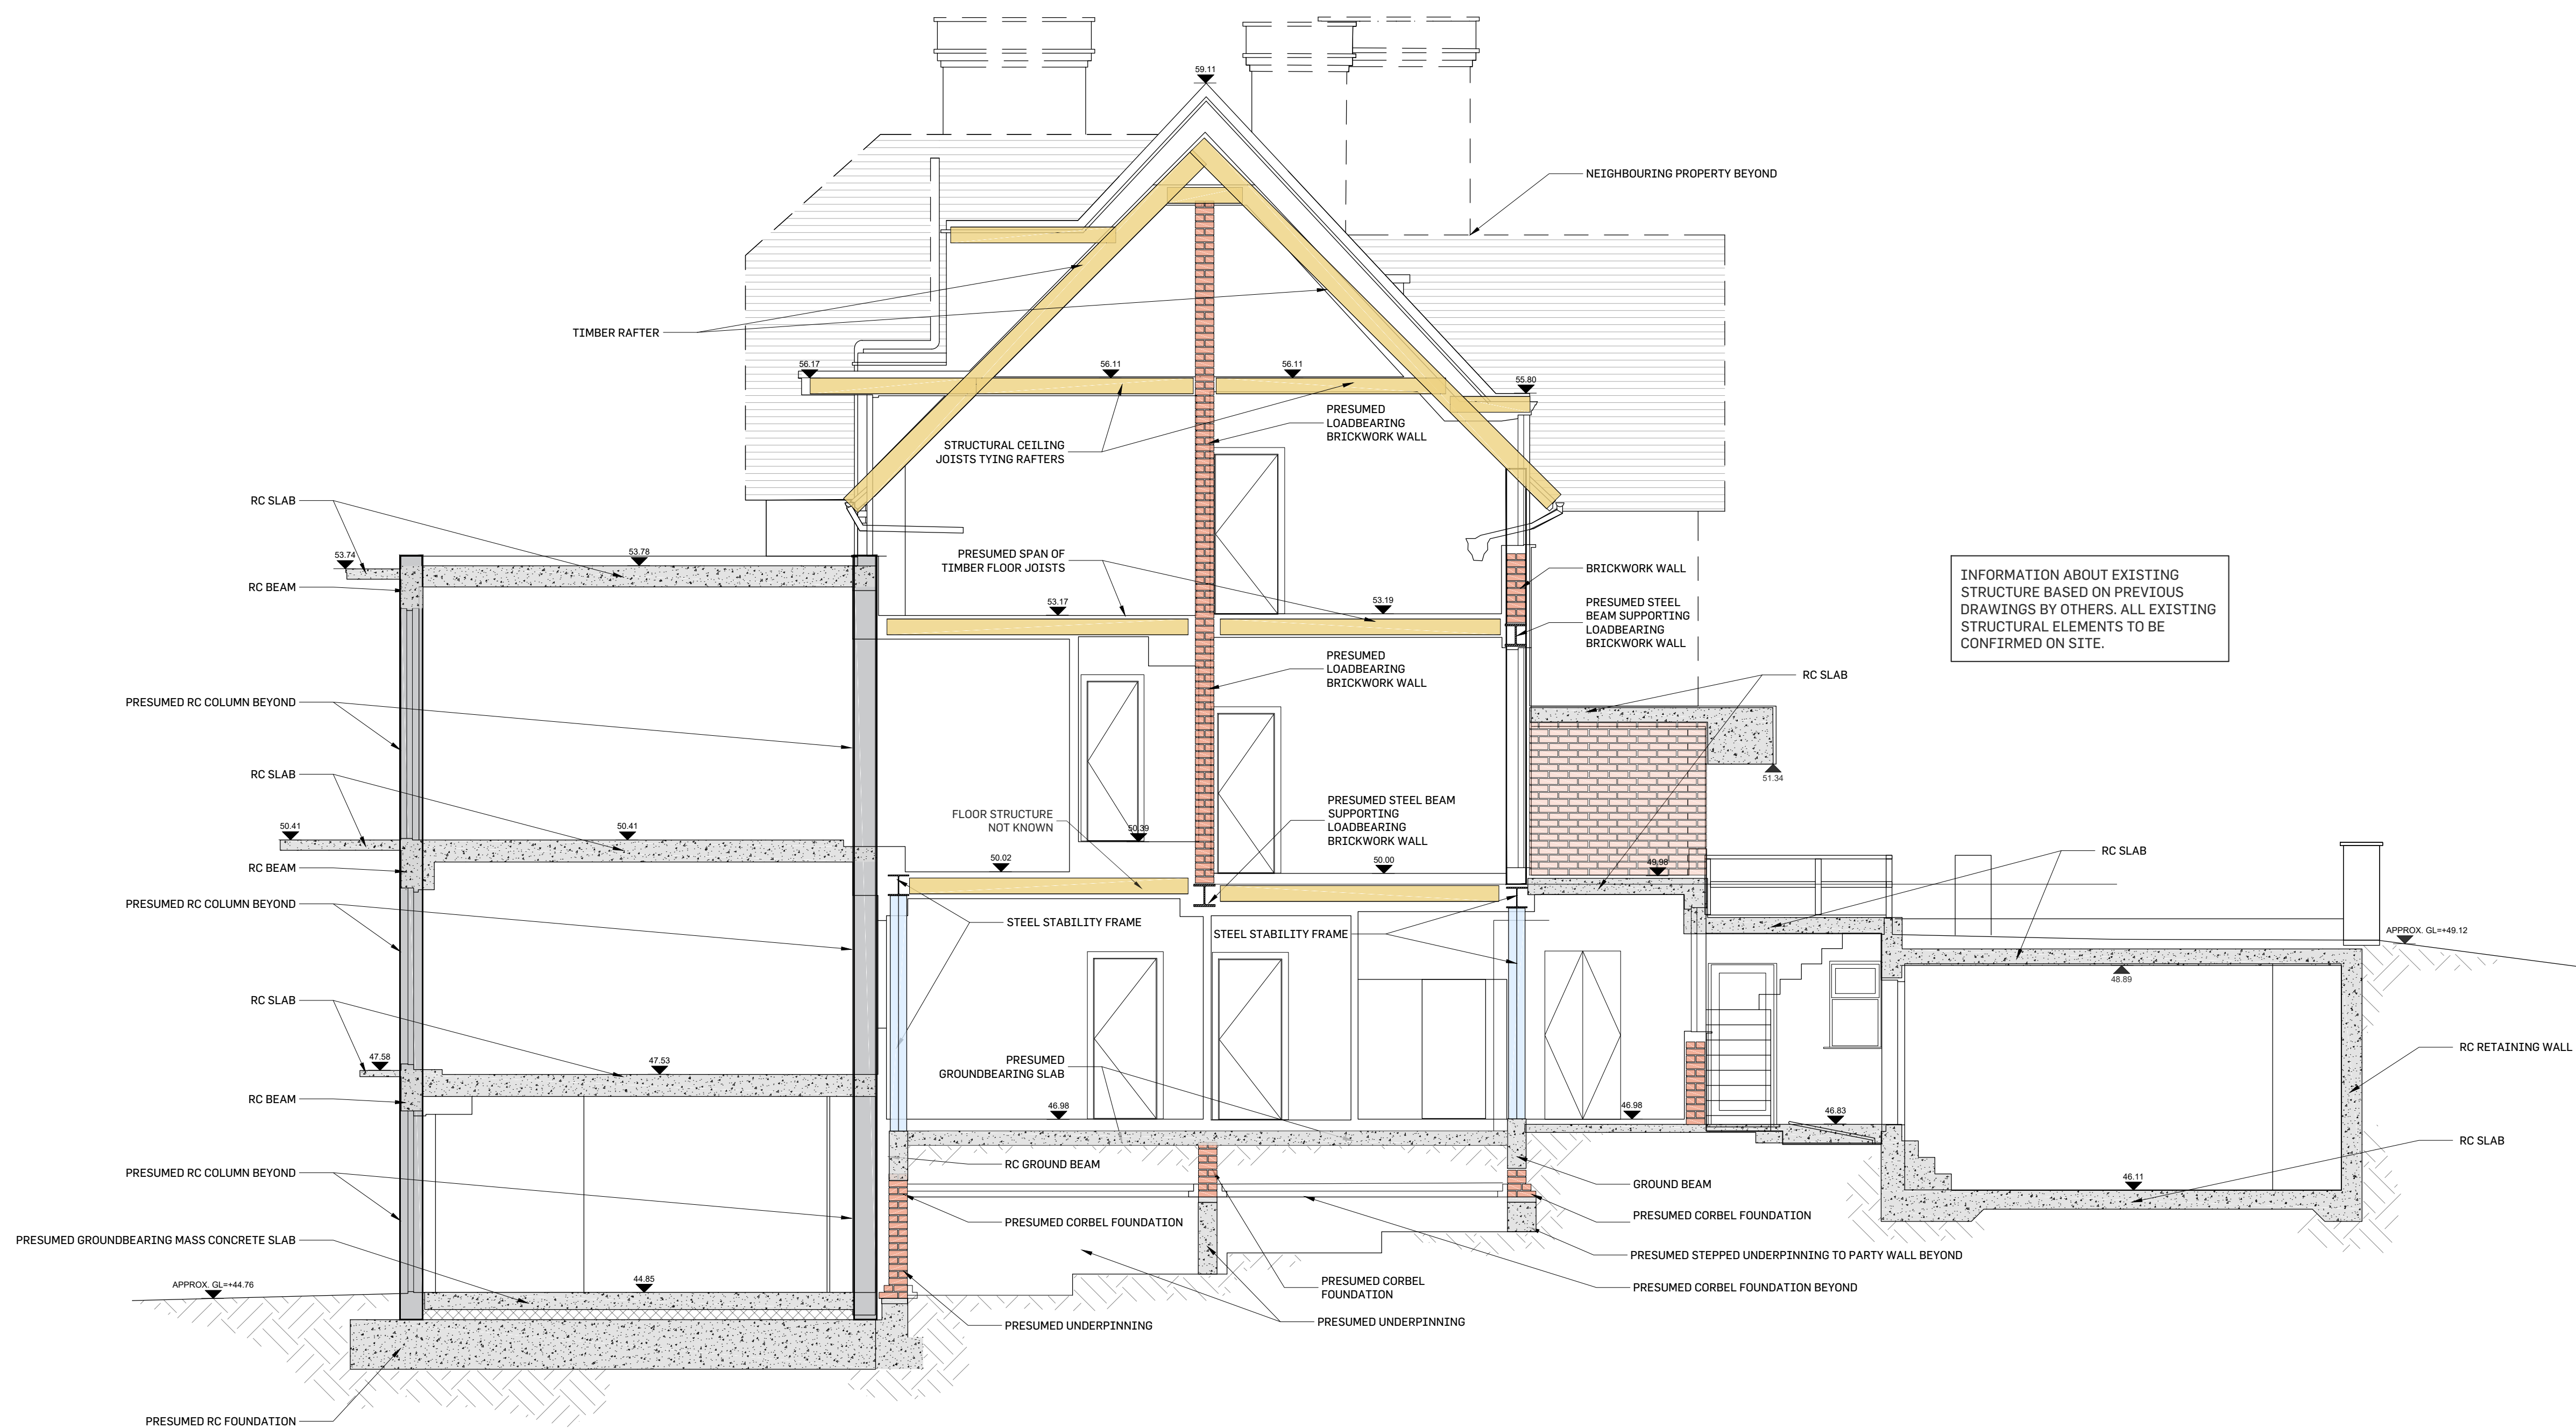 59.11
NEIGHBOURING PROPERTY BEYOND
TIMBER RAFTER
56.17
56.11
56.11
55.80
PRESUMED
LOADBEARING
BRICKWORK WALL
STRUCTURAL CEILING
JOISTS TYING RAFTERS
RC SLAB
53.74
53.78
RC BEAM
PRESUMED SPAN OF
TIMBER FLOOR JOISTS
53.17
53.19
BRICKWORK WALL
PRESUMED STEEL
BEAM SUPPORTING
LOADBEARING
BRICKWORK WALL
INFORMATION ABOUT EXISTING
STRUCTURE BASED ON PREVIOUS
DRAWINGS BY OTHERS. ALL EXISTING
STRUCTURAL ELEMENTS TO BE
CONFIRMED ON SITE.
PRESUMED
LOADBEARING
BRICKWORK WALL
RC SLAB
PRESUMED RC COLUMN BEYOND
RC SLAB
51.34
50.41
50.41
FLOOR STRUCTURE
NOT KNOWN
50.39
PRESUMED STEEL BEAM
SUPPORTING
LOADBEARING
BRICKWORK WALL
50.02
50.00
49.98
RC SLAB
RC BEAM
PRESUMED RC COLUMN BEYOND
STEEL STABILITY FRAME
STEEL STABILITY FRAME
APPROX. GL=+49.12
48.89
RC SLAB
47.58
47.53
PRESUMED
GROUNDBEARING SLAB
RC RETAINING WALL
RC BEAM
46.98
46.98
46.83
RC SLAB
PRESUMED RC COLUMN BEYOND
RC GROUND BEAM
GROUND BEAM
46.11
PRESUMED CORBEL FOUNDATION
PRESUMED CORBEL FOUNDATION
PRESUMED GROUNDBEARING MASS CONCRETE SLAB
PRESUMED STEPPED UNDERPINNING TO PARTY WALL BEYOND
APPROX. GL=+44.76
44.85
PRESUMED CORBEL
FOUNDATION
PRESUMED CORBEL FOUNDATION BEYOND
PRESUMED UNDERPINNING
PRESUMED UNDERPINNING
PRESUMED RC FOUNDATION